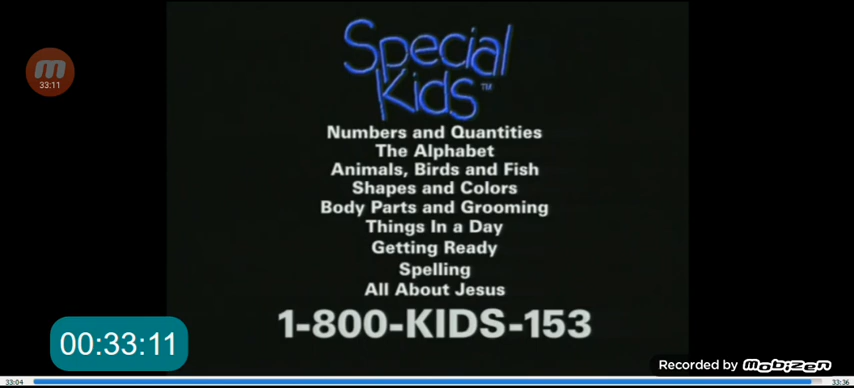 Special
Kids™
33:11
Numbers and Quantities
The Alphabet
Animals, Birds and Fish
Shapes and Colors
Body Parts and Grooming
Things In a Day
Getting Ready
Spelling
All About Jesus
1-800-KIDS-153
00:33:11
Recorded by mobizen
33:04
33:36